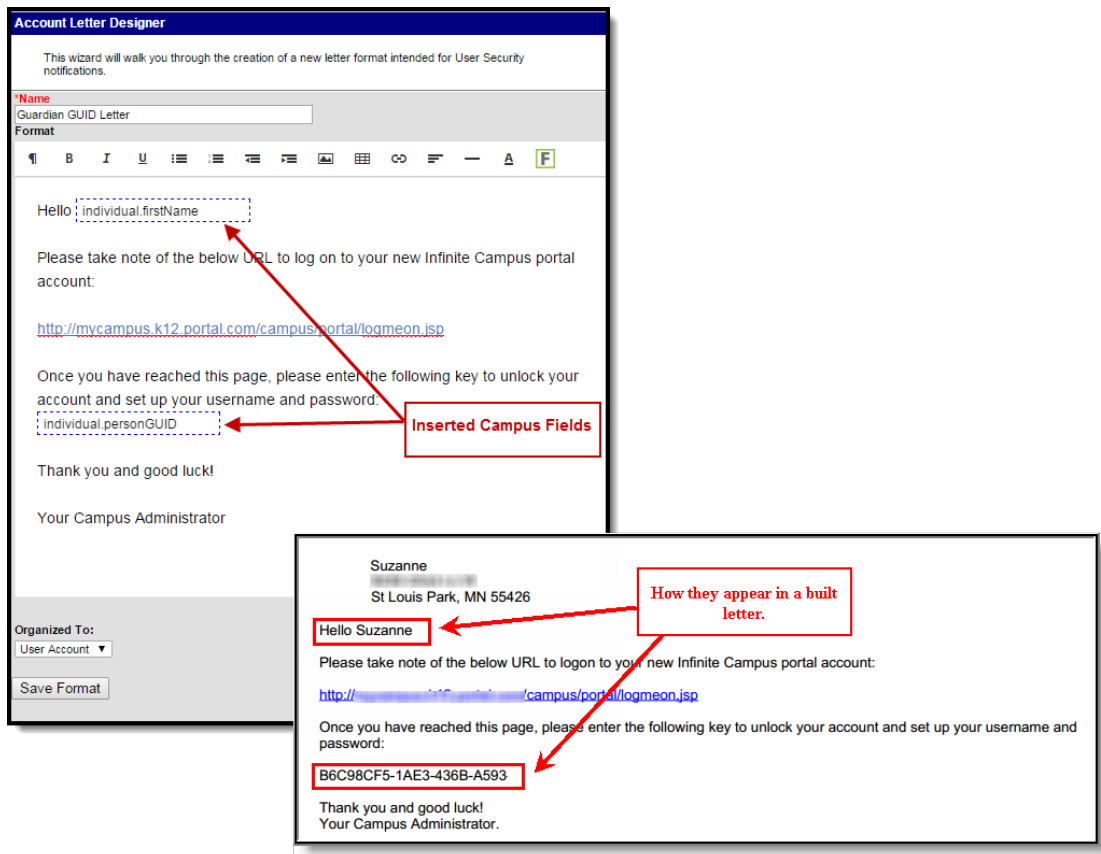 Account Letter Designer
This wizard will walk you through the creation of a new letter format intended for User Security
notifications.
*Name
Guardian GUID Letter
Format
¶ B I U A F
Hello individual.firstName
Please take note of the below URL to log on to your new Infinite Campus portal
account:
http://mycampus.k12.portal.com/campus/portal/logmeon.jsp
Once you have reached this page, please enter the following key to unlock your
account and set up your username and password:
individual.personGUID
Inserted Campus Fields
Thank you and good luck!
Your Campus Administrator
Organized To:
User Account ▼
Save Format
Suzanne
St Louis Park, MN 55426
How they appear in a built
letter.
Hello Suzanne
Please take note of the below URL to logon to your new Infinite Campus portal account:
http:// /campus/portal/logmeon.jsp
Once you have reached this page, please enter the following key to unlock your account and set up your username and
password:
B6C98CF5-1AE3-436B-A593
Thank you and good luck!
Your Campus Administrator.